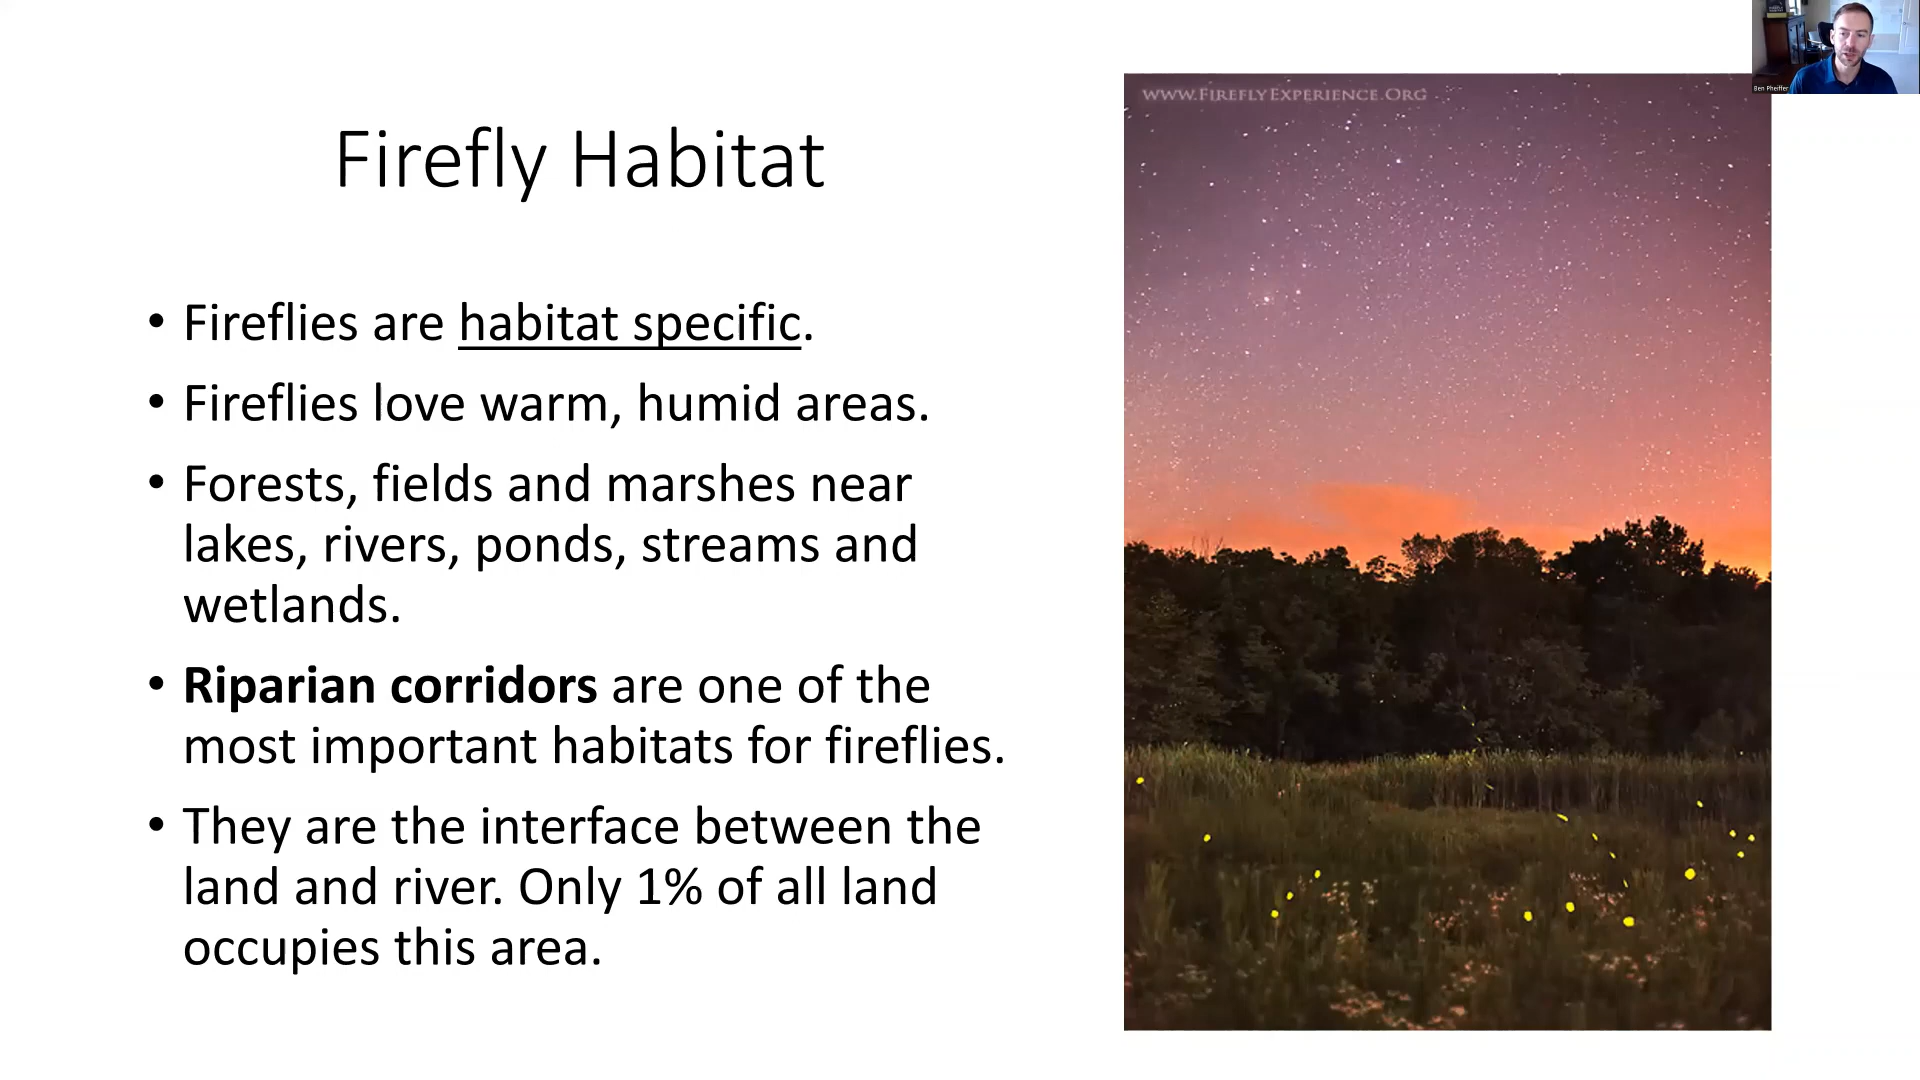 Firefly Habitat
• Fireflies are habitat specific.
• Fireflies love warm, humid areas.
• Forests, fields and marshes near
lakes, rivers, ponds, streams and
wetlands.
• Riparian corridors are one of the
most important habitats for fireflies.
• They are the interface between the
land and river. Only 1% of all land
occupies this area.
www.FireflyExperience.Org
Ben Pfeiffer